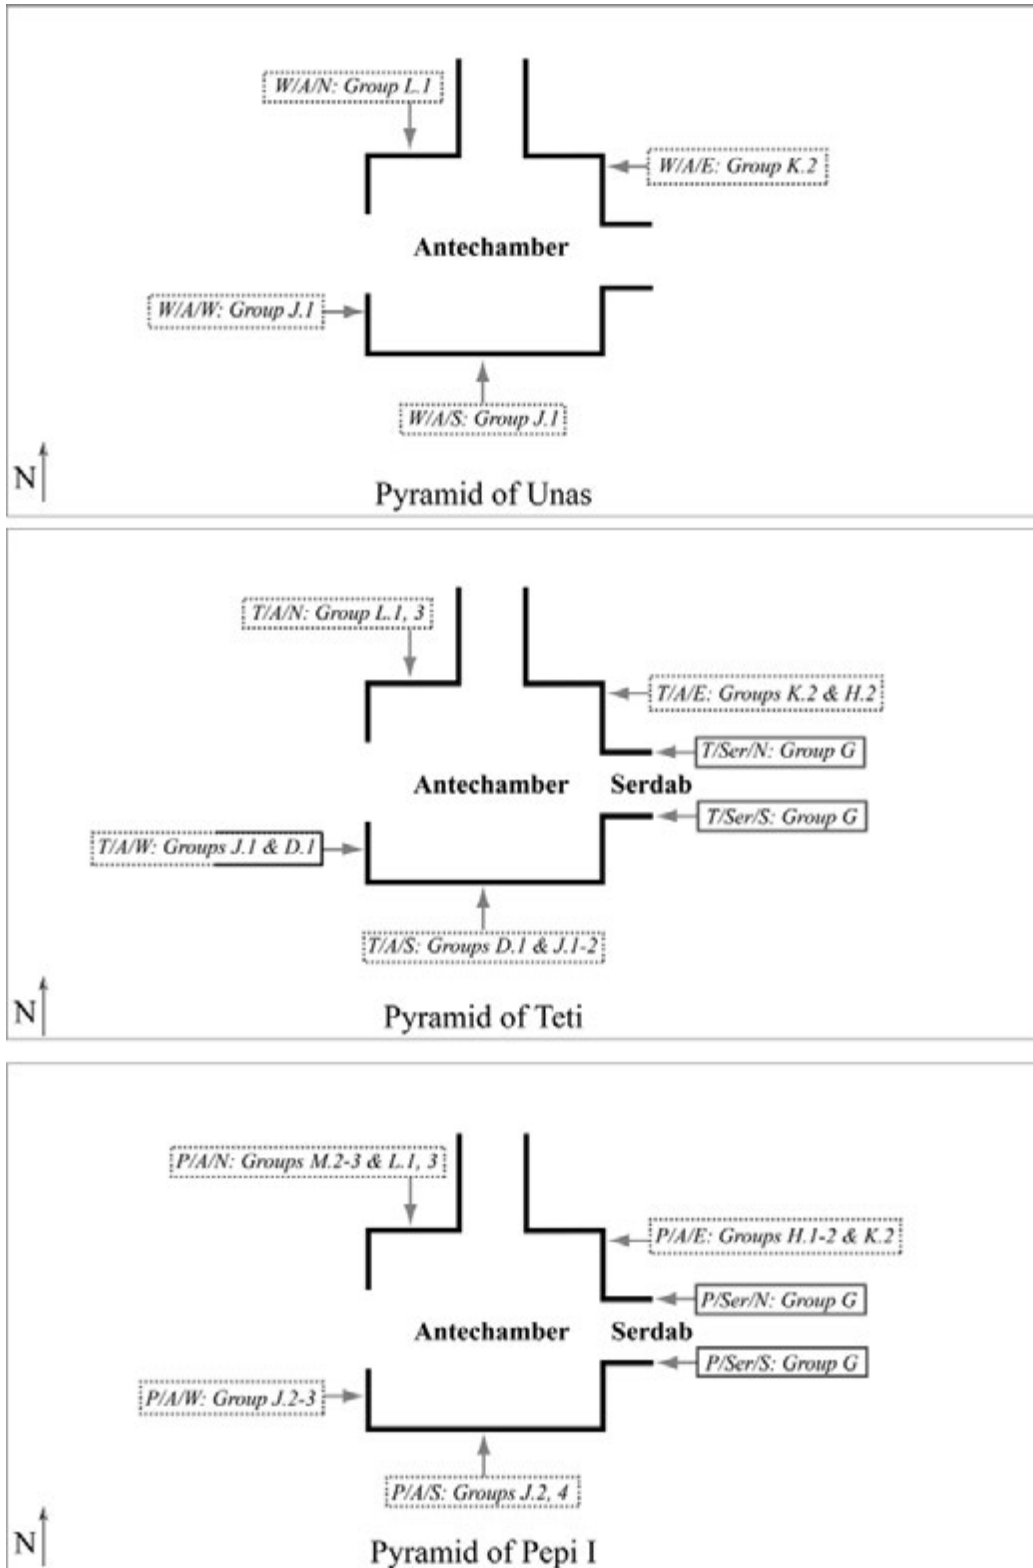 W/A/N: Group L.1
W/A/E: Group K.2
Antechamber
W/A/W: Group J.1
W/A/S: Group J.1
N
Pyramid of Unas
T/A/N: Group L.1, 3
T/A/E: Groups K.2 & H.2
T/Ser/N: Group G
Antechamber Serdab
T/Ser/S: Group G
T/A/W: Groups J.1 & D.1
T/A/S: Groups D.1 & J.1-2
N
Pyramid of Teti
P/A/N: Groups M.2-3 & L.1, 3
P/A/E: Groups H.1-2 & K.2
P/Ser/N: Group G
Antechamber Serdab
P/Ser/S: Group G
P/A/W: Group J.2-3
P/A/S: Groups J.2, 4
N
Pyramid of Pepi I